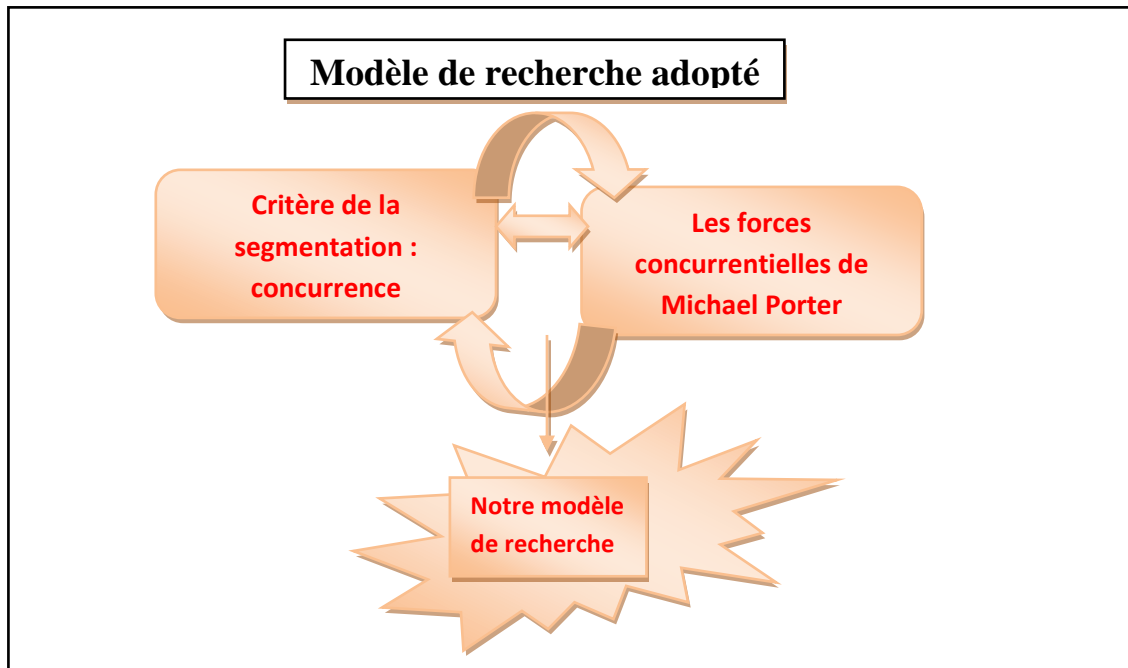 Modèle de recherche adopté
Critère de la
segmentation :
concurrence
Les forces
concurrentielles de
Michael Porter
Notre modèle
de recherche